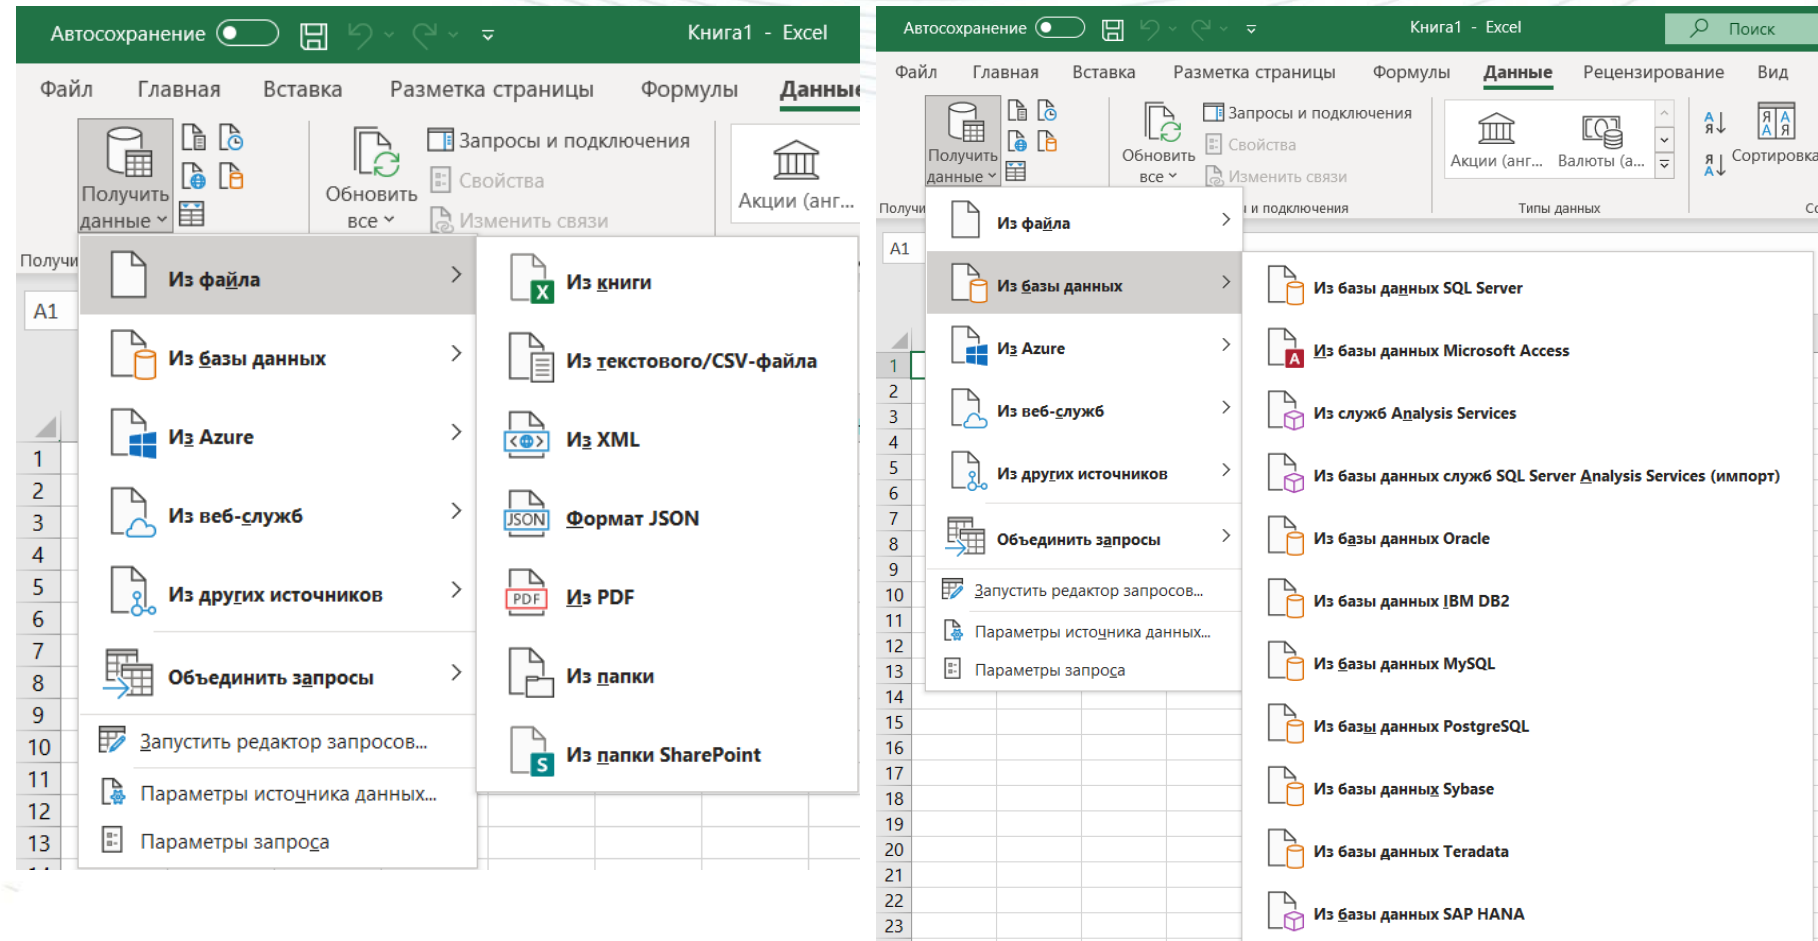 Автосохранение
Книга1 - Excel
Файл Главная Вставка Разметка страницы Формулы Данные
Получить данные
Обновить все
Запросы и подключения
Свойства
Изменить связи
Акции (анг...
A1
Из файла
Из базы данных
Из Azure
Из веб-служб
Из других источников
Объединить запросы
Запустить редактор запросов...
Параметры источника данных...
Параметры запроса
Из книги
Из текстового/CSV-файла
Из XML
Формат JSON
Из PDF
Из папки
Из папки SharePoint
1
2
3
4
5
6
7
8
9
10
11
12
13
Автосохранение
Книга1 - Excel
Поиск
Файл Главная Вставка Разметка страницы Формулы Данные Рецензирование Вид
Получить данные
Обновить все
Запросы и подключения
Свойства
Изменить связи
Акции (анг...
Валюты (а...
Сортировка
и подключения
Типы данных
A1
Из файла
Из базы данных
Из Azure
Из веб-служб
Из других источников
Объединить запросы
Запустить редактор запросов...
Параметры источника данных...
Параметры запроса
Из базы данных SQL Server
Из базы данных Microsoft Access
Из служб Analysis Services
Из базы данных служб SQL Server Analysis Services (импорт)
Из базы данных Oracle
Из базы данных IBM DB2
Из базы данных MySQL
Из базы данных PostgreSQL
Из базы данных Sybase
Из базы данных Teradata
Из базы данных SAP HANA
1
2
3
4
5
6
7
8
9
10
11
12
13
14
15
16
17
18
19
20
21
22
23